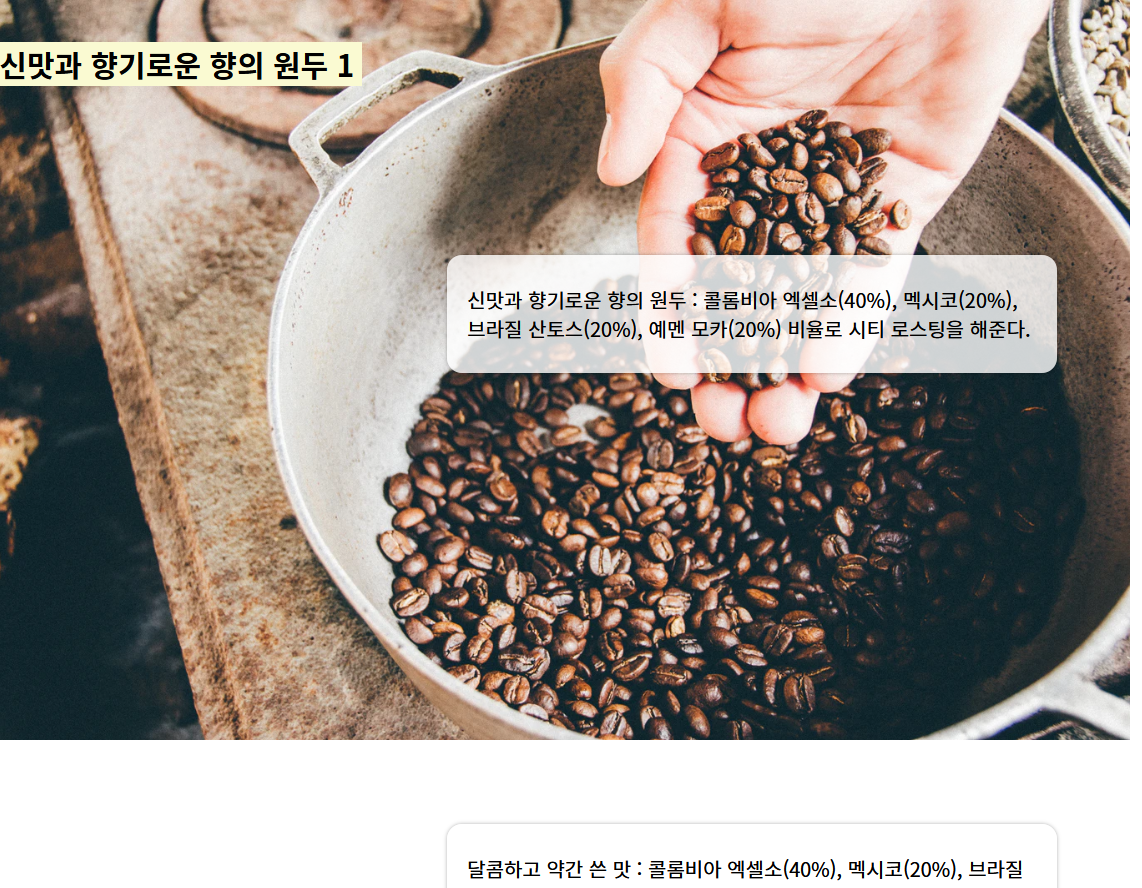 신맛과 향기로운 향의 원두 1
신맛과 향기로운 향의 원두 : 콜롬비아 엑셀소(40%), 멕시코(20%),
브라질 산토스(20%), 예멘 모카(20%) 비율로 시티 로스팅을 해준다.
달콤하고 약간 쓴 맛 : 콜롬비아 엑셀소(40%), 멕시코(20%), 브라질